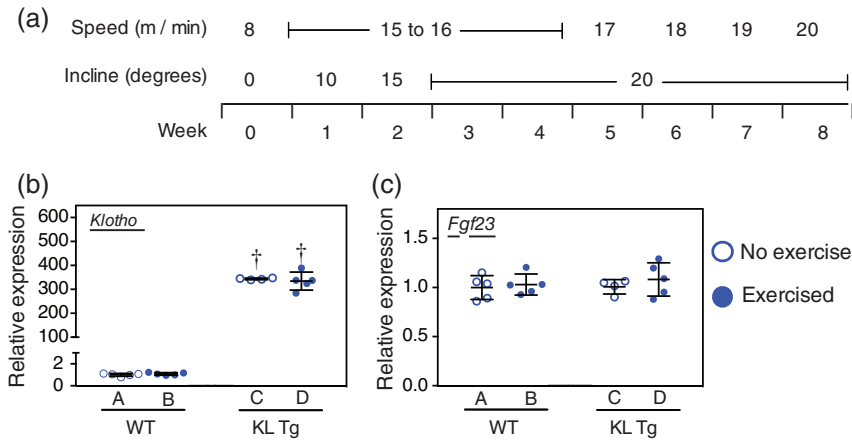 (a)
Speed (m / min) 8 15 to 16 17 18 19 20
Incline (degrees) 0 10 15 20
Week 0 1 2 3 4 5 6 7 8
(b)
Relative expression
Klotho
600
500
400
300
200
100
2
0
† †
A B C D
WT KL Tg
(c)
Relative expression
Fgf23
1.5
1.0
0.5
0.0
A B C D
WT KL Tg
No exercise
Exercised